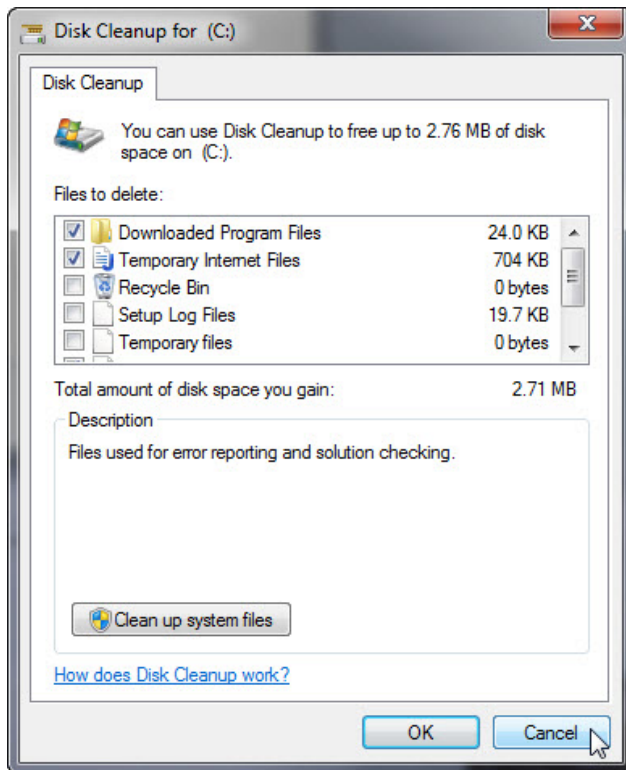 Disk Cleanup for (C:)
Disk Cleanup
You can use Disk Cleanup to free up to 2.76 MB of disk
space on (C:).
Files to delete:
Downloaded Program Files 24.0 KB
Temporary Internet Files 704 KB
Recycle Bin 0 bytes
Setup Log Files 19.7 KB
Temporary files 0 bytes
Total amount of disk space you gain: 2.71 MB
Description
Files used for error reporting and solution checking.
Clean up system files
How does Disk Cleanup work?
OK Cancel